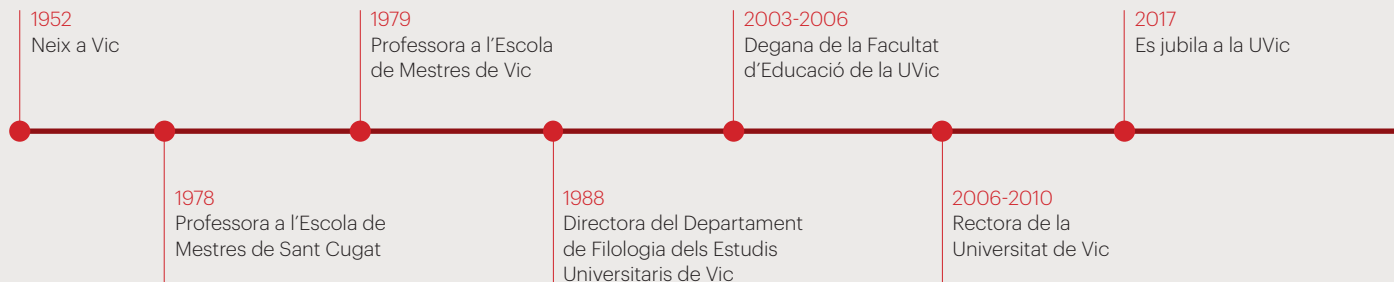 1952
Neix a Vic
1978
Professora a l’Escola de
Mestres de Sant Cugat
1979
Professora a l’Escola
de Mestres de Vic
1988
Directora del Departament
de Filologia dels Estudis
Universitaris de Vic
2003-2006
Degana de la Facultat
d’Educació de la UVic
2006-2010
Rectora de la
Universitat de Vic
2017
Es jubila a la UVic